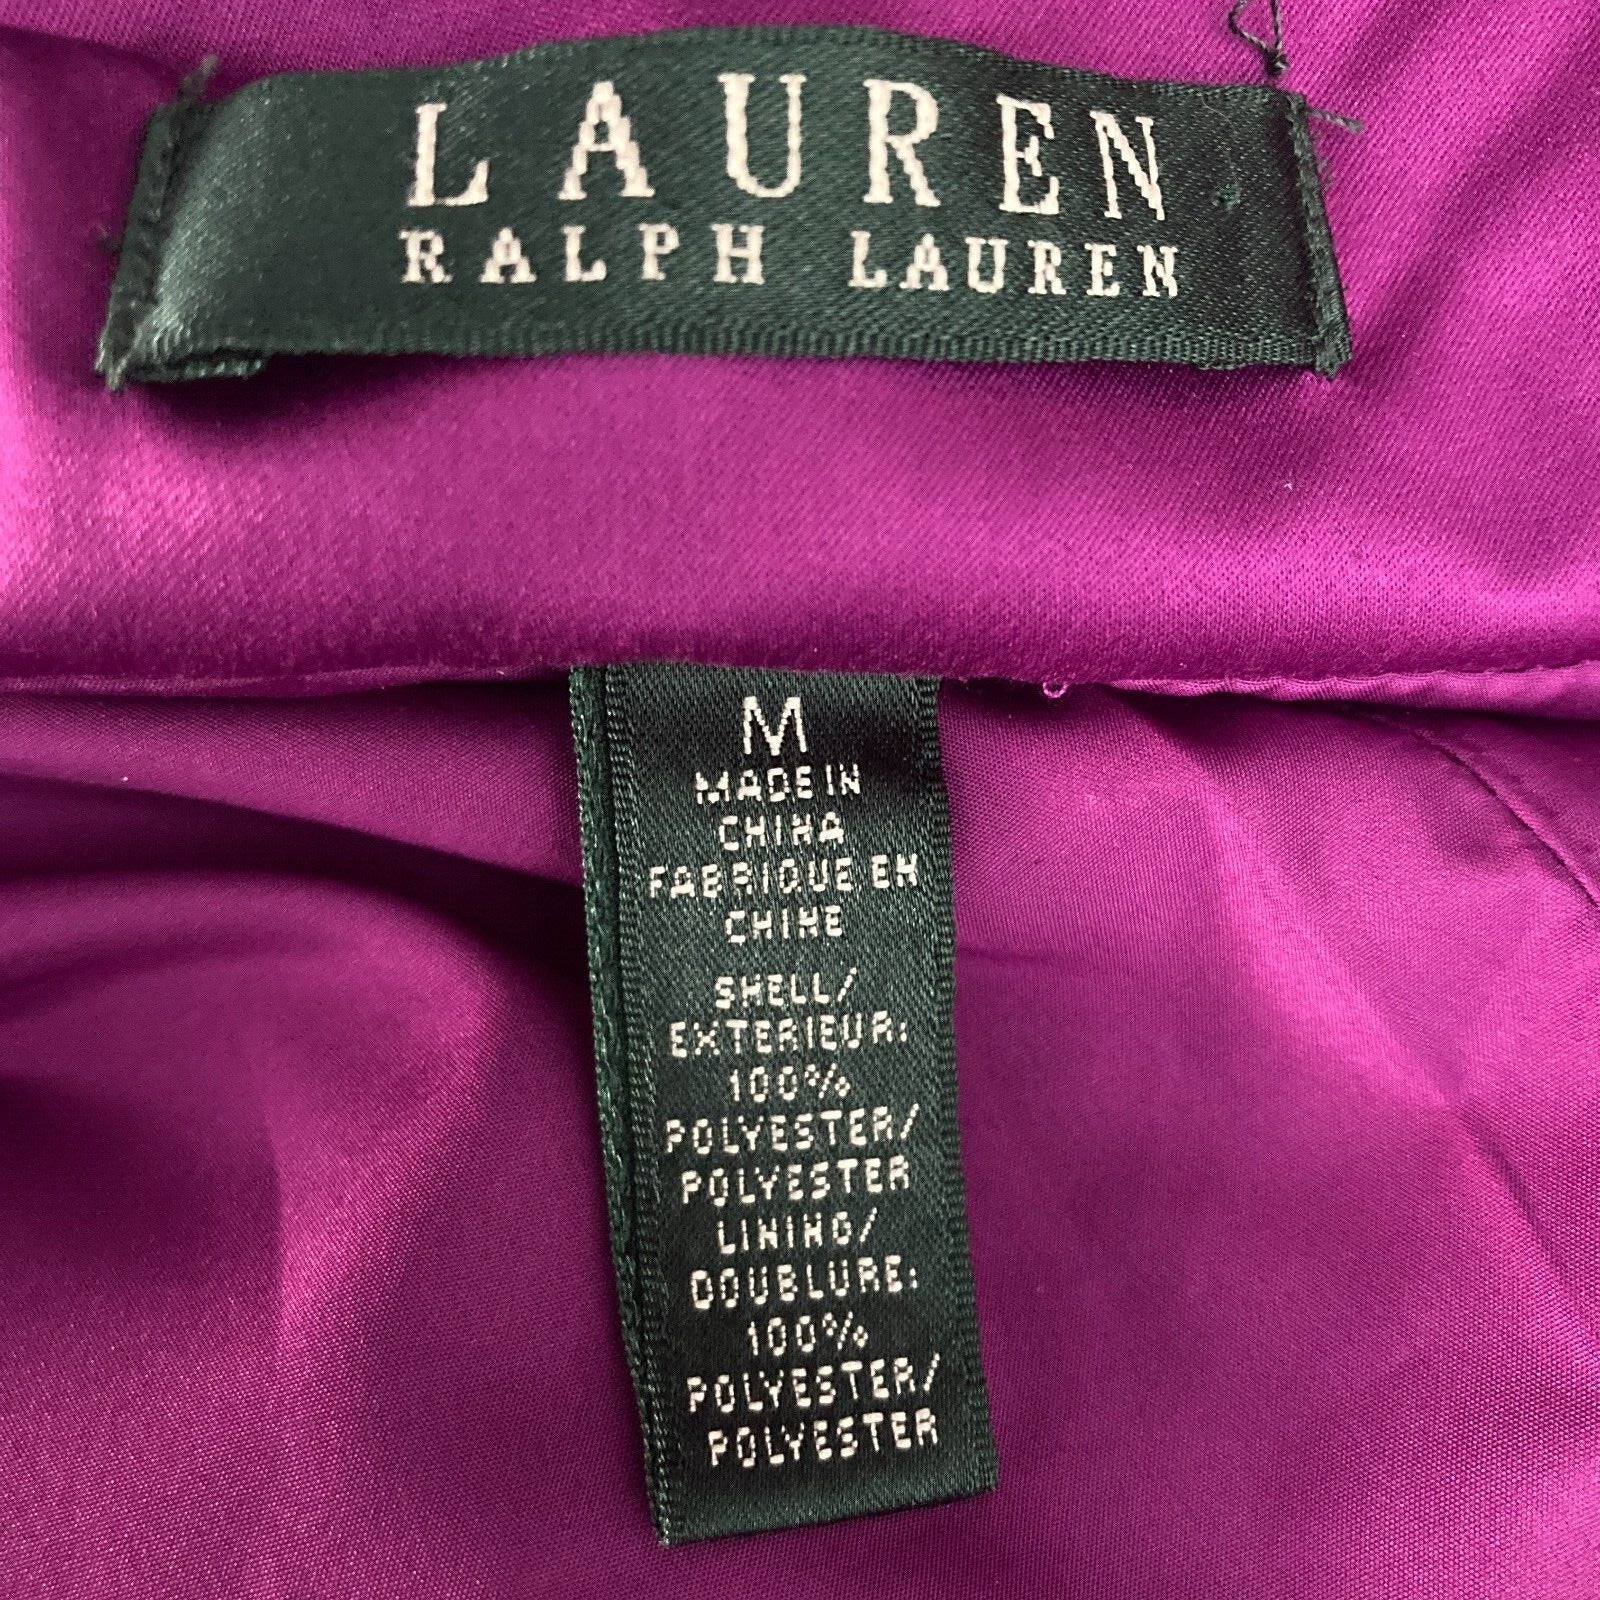 LAUREN
RALPH LAUREN
M
MADE IN
CHINA
FABRIQUE EN
CHINE
SHELL/
EXTERIEUR:
100%
POLYESTER/
POLYESTER
LINING/
DOUBLURE:
100%
POLYESTER/
POLYESTER